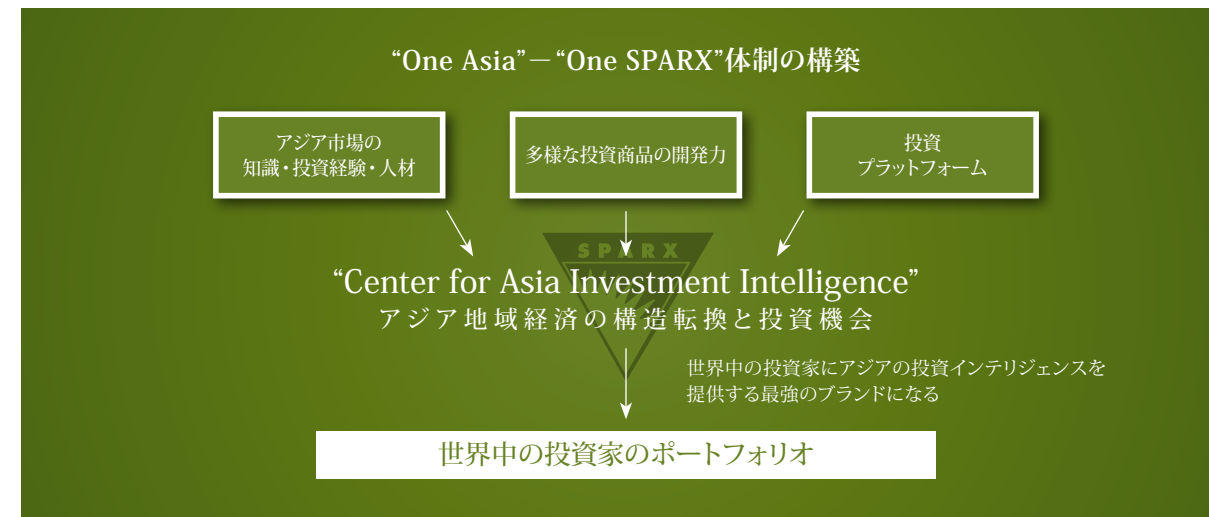 “One Asia”－“One SPARX”体制の構築
アジア市場の
知識・投資経験・人材
多様な投資商品の開発力
投資
プラットフォーム
SPARX
“Center for Asia Investment Intelligence”
アジア地域経済の構造転換と投資機会
世界中の投資家にアジアの投資インテリジェンスを
提供する最強のブランドになる
世界中の投資家のポートフォリオ